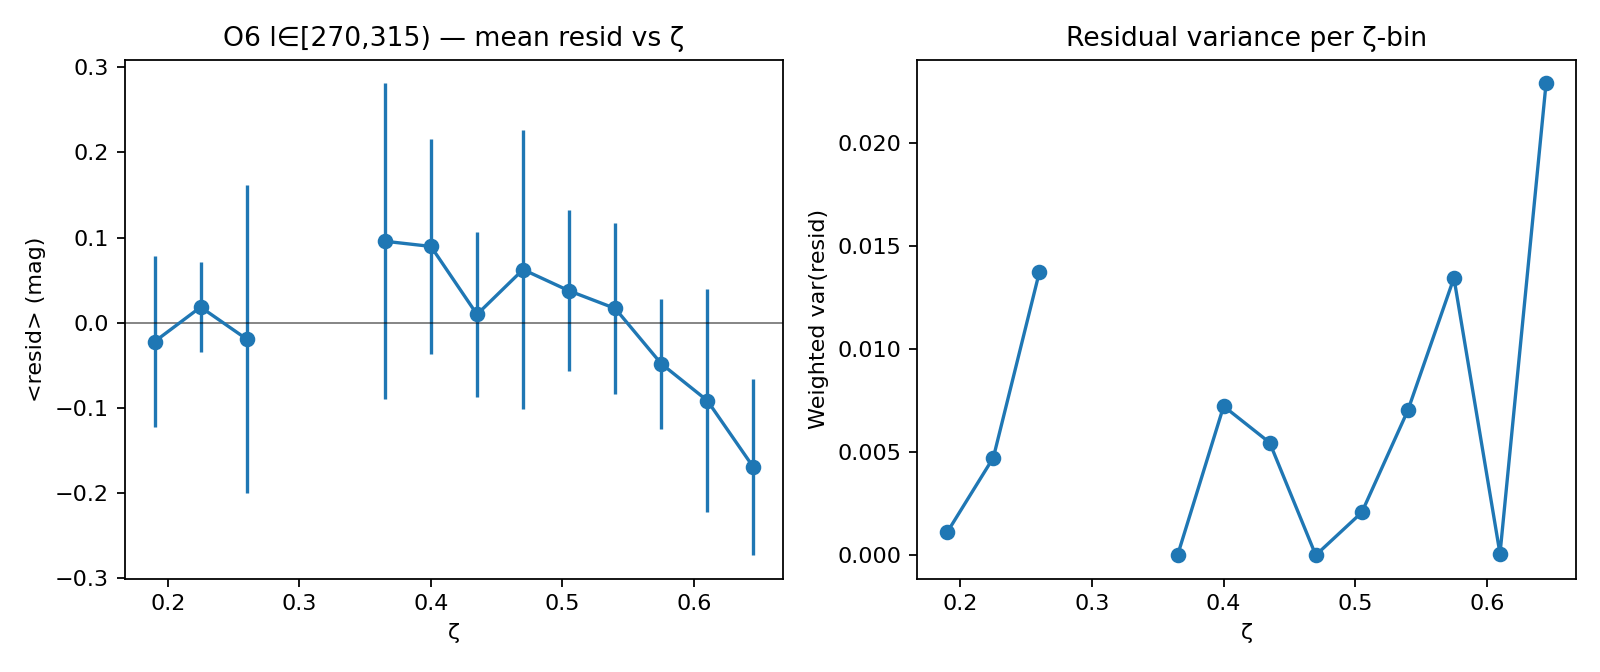 O6 l∈[270,315) — mean resid vs ζ
<resid> (mag)
0.3
0.2
0.1
0.0
−0.1
−0.2
−0.3
0.2 0.3 0.4 0.5 0.6
ζ
Residual variance per ζ-bin
Weighted var(resid)
0.020
0.015
0.010
0.005
0.000
0.2 0.3 0.4 0.5 0.6
ζ